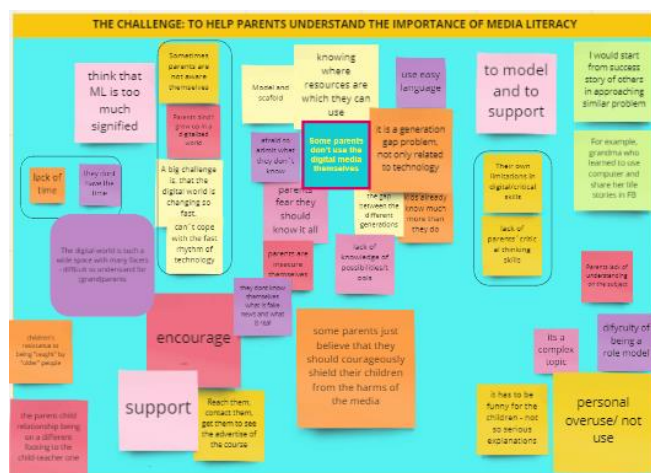 THE CHALLENGE: TO HELP PARENTS UNDERSTAND THE IMPORTANCE OF MEDIA LITERACY
think that
ML is too
much
signified
Sometimes
parents are
not aware
themselves
Parents didn't
grow up in a
digitalized
world
A big challenge
is, that the
digital world is
changing so
fast.
can't cope
with the fast
rhythm of
technology
lack of
time
they dont
have the
time
The digital world is such a
wide space with many facets
- difficult to understand for
(grand)parents
Model and
scafold
knowing
where
resources are
which they can
use
use easy
language
afraid to
admit what
they don't
know
Some parents
don't use the
digital media
themselves
it is a generation
gap problem,
not only related
to technology
parents
fear they
should
know it all
the gap
between the
different
generations
kids already
know much
more than
they do
parents are
insecure
themselves
lack of
knowledge of
possibilities/t
ools
they dont know
themselves
what is fake
news and what
is real
to model
and to
support
I would start
from success
story of others
in approaching
similar problem
For example,
grandma who
learned to use
computer and
share her life
stories in FB
Their own
limitations in
digital/critical
skills
lack of
parents' critic
al thinking
skills
Parents lack of
understanding
on the subject
children's
resistance to
being "taught" by
"older" people
the parent child
relationship being
on a different
footing to the
child-teacher one
encourage
...
support
Reach them,
contact them,
get them to see
the advertise of
the course
some parents just
believe that they
should courageously
shield their children
from the harms of
the media
its a
complex
topic
difyculty of
being a
role model
it has to be
funny for the
children - not
so serious
explanations
personal
overuse/ not
use